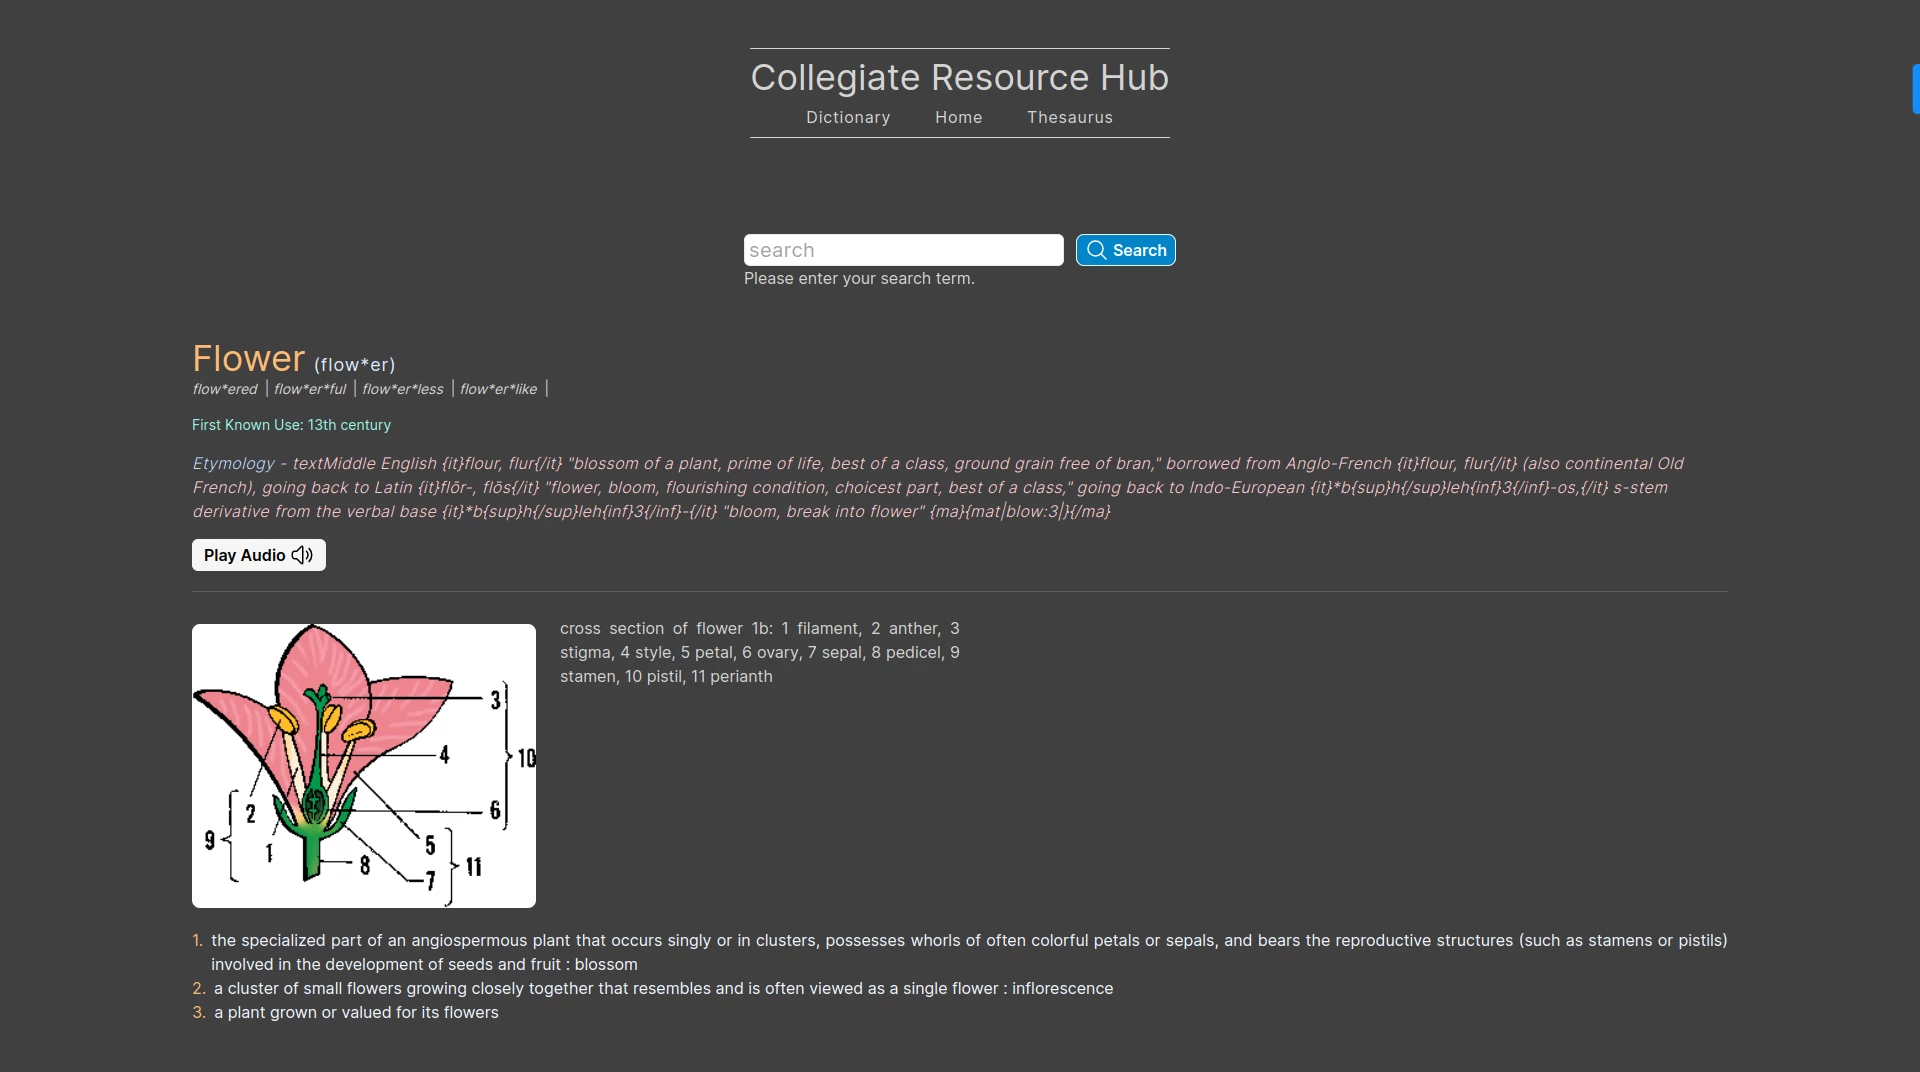 Collegiate Resource Hub
Dictionary Home Thesaurus
search Search
Please enter your search term.
Flower (flow*er)
flow*ered | flow*er*ful | flow*er*less | flow*er*like |
First Known Use: 13th century
Etymology - textMiddle English {it}flour, flur{/it} "blossom of a plant, prime of life, best of a class, ground grain free of bran," borrowed from Anglo-French {it}flour, flur{/it} (also continental Old
French), going back to Latin {it}flōr-, flōs{/it} "flower, bloom, flourishing condition, choicest part, best of a class," going back to Indo-European {it}*b{sup}h{/sup}leh{inf}3{/inf}-os,{/it} s-stem
derivative from the verbal base {it}*b{sup}h{/sup}leh{inf}3{/inf}-{/it} "bloom, break into flower" {ma}{mat|blow:3|}{/ma}
Play Audio
cross section of flower 1b: 1 filament, 2 anther, 3
stigma, 4 style, 5 petal, 6 ovary, 7 sepal, 8 pedicel, 9
stamen, 10 pistil, 11 perianth
3
4
10
2
6
9
1
5
8
11
7
1. the specialized part of an angiospermous plant that occurs singly or in clusters, possesses whorls of often colorful petals or sepals, and bears the reproductive structures (such as stamens or pistils)
involved in the development of seeds and fruit : blossom
2. a cluster of small flowers growing closely together that resembles and is often viewed as a single flower : inflorescence
3. a plant grown or valued for its flowers